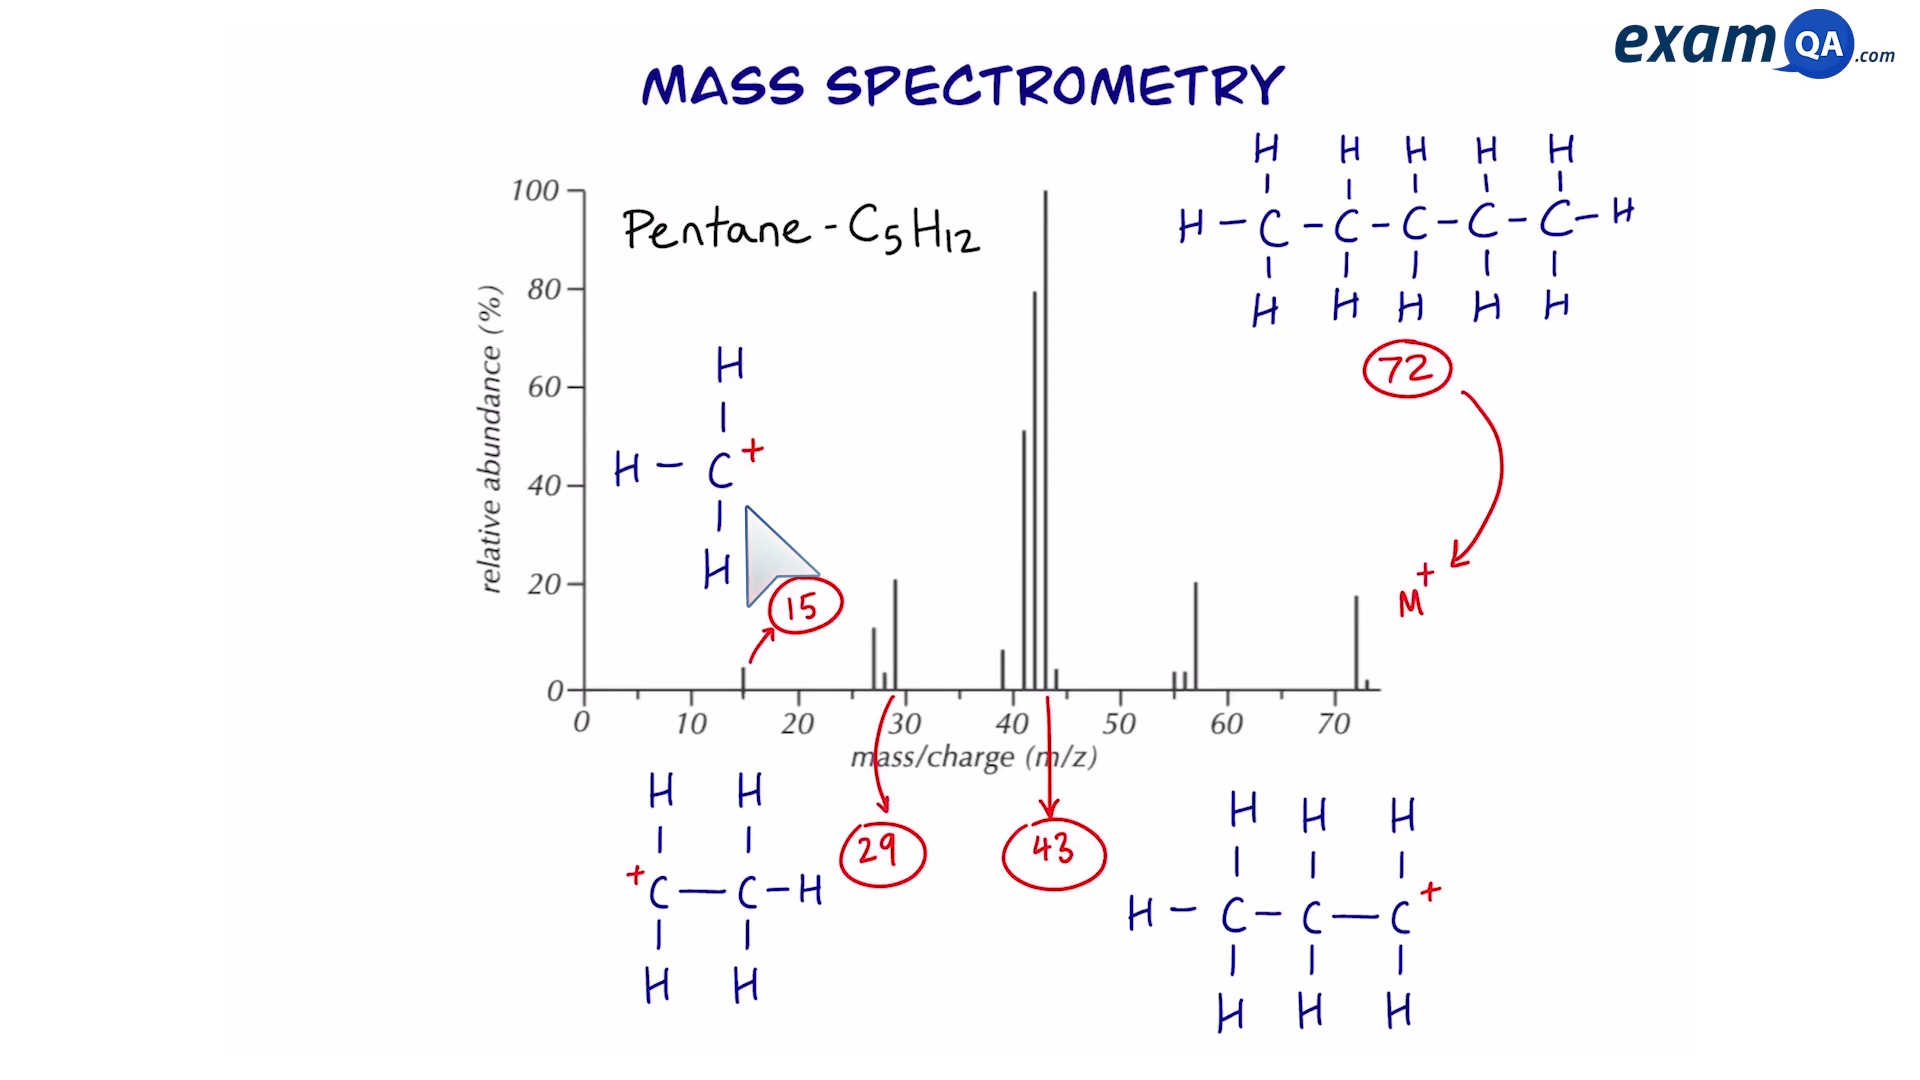 examQA.com
MASS SPECTROMETRY
Pentane - C5H12
H H H H H
H - C - C - C - C - C - H
H H H H H
72
M+
relative abundance (%)
100
80
60
40
20
0
H
H - C+
H
15
0 10 20 30 40 50 60 70
mass/charge (m/z)
29
43
H H
+C - C - H
H H
H H H
H - C - C - C+
H H H